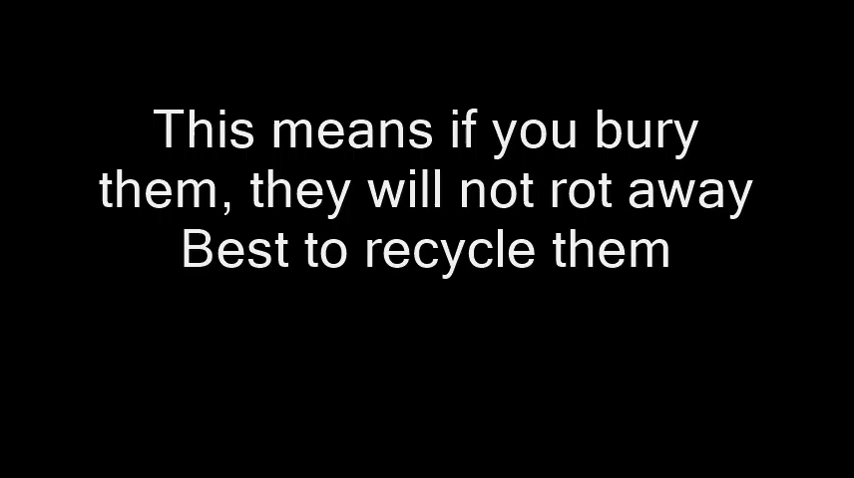 This means if you bury
them, they will not rot away
Best to recycle them